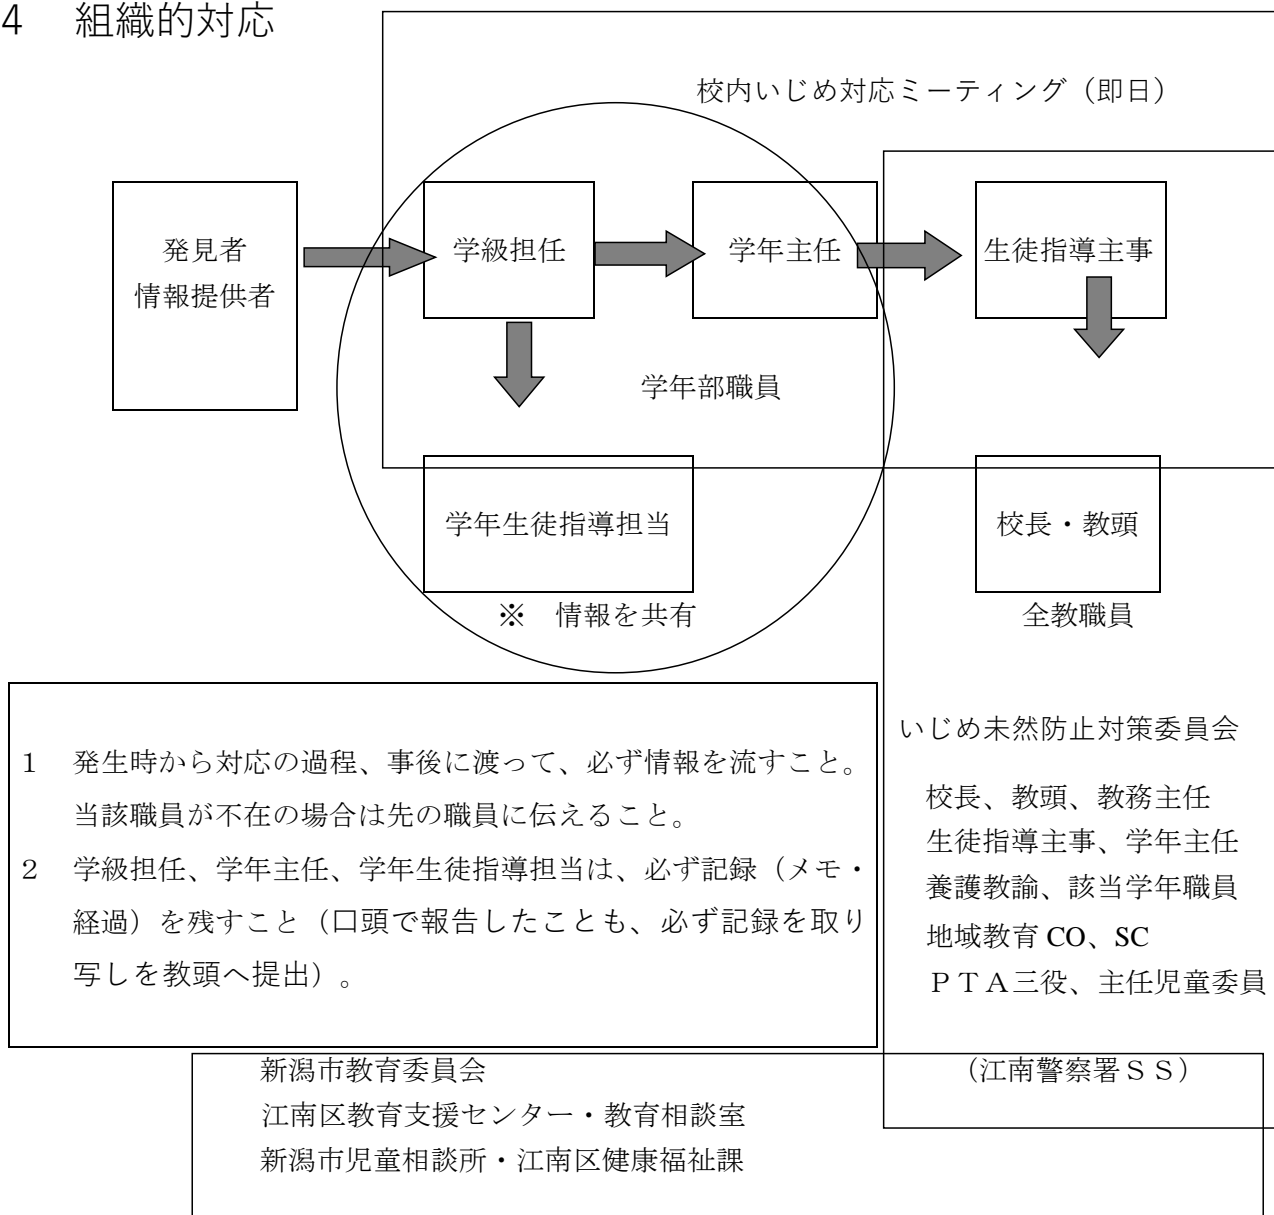 4　組織的対応
校内いじめ対応ミーティング（即日）
発見者
情報提供者
学級担任
学年主任
生徒指導主事
学年部職員
学年生徒指導担当
校長・教頭
※　情報を共有
全教職員
1　発生時から対応の過程、事後に渡って、必ず情報を流すこと。
当該職員が不在の場合は先の職員に伝えること。
2　学級担任、学年主任、学年生徒指導担当は、必ず記録（メモ・
経過）を残すこと（口頭で報告したことも、必ず記録を取り
写しを教頭へ提出）。
いじめ未然防止対策委員会
校長、教頭、教務主任
生徒指導主事、学年主任
養護教諭、該当学年職員
地域教育 CO、SC
ＰＴＡ三役、主任児童委員
（江南警察署ＳＳ）
新潟市教育委員会
江南区教育支援センター・教育相談室
新潟市児童相談所・江南区健康福祉課